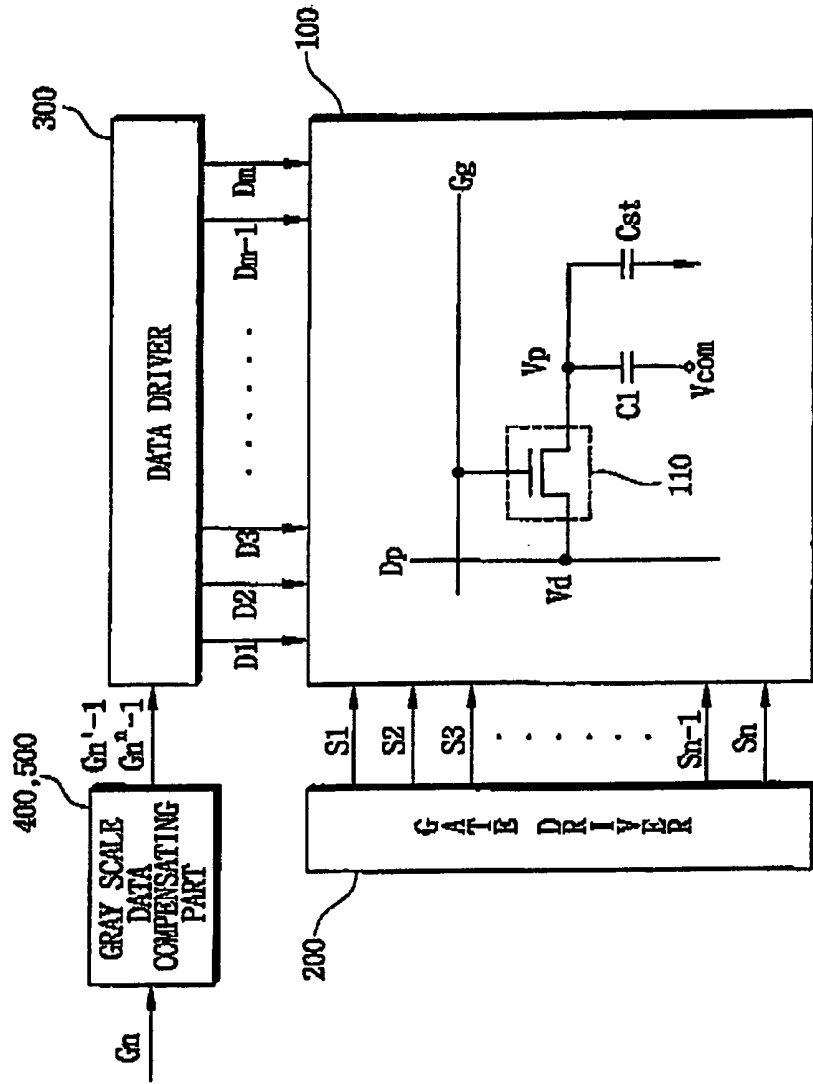 400,500
GRAY SCALE
DATA
COMPENSATING
PART
Gn
Gn'-1
Gn"-1
300
DATA DRIVER
D1
D2
D3
. . . . . .
Dm-1
Dm
100
200
GATE DRIVER
S1
S2
S3
. . . . . .
Sn-1
Sn
Gg
Dp
Vd
110
Vp
Cl
Vcom
Cst